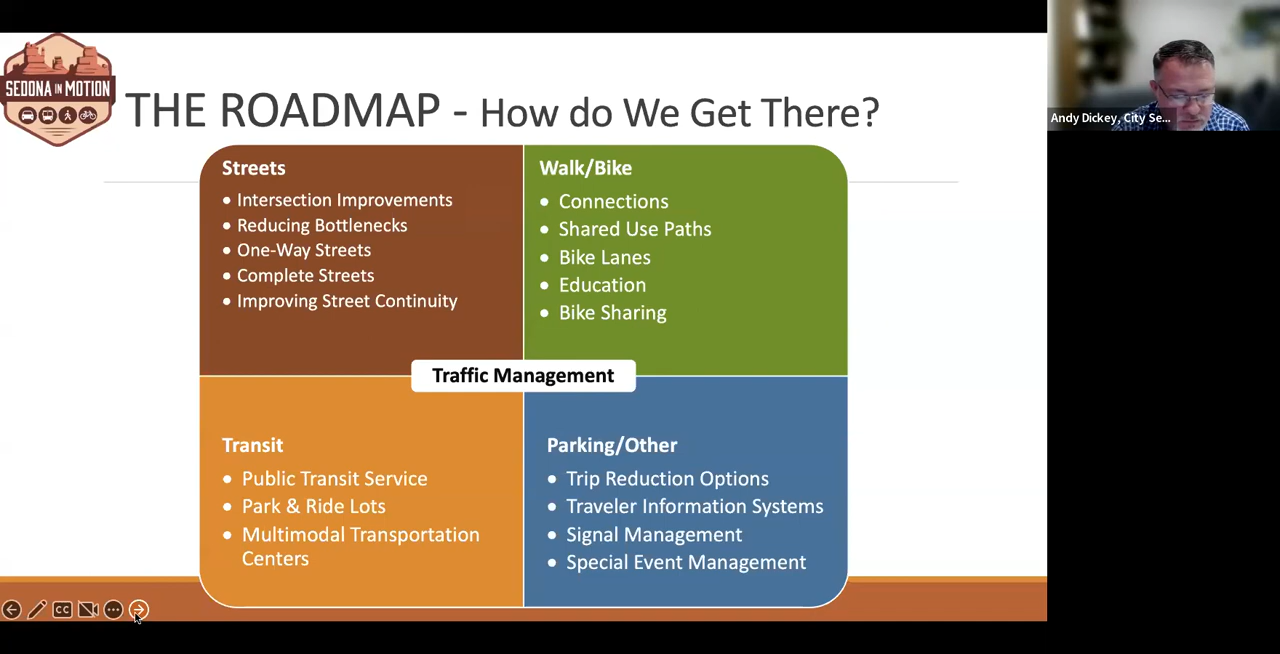 SEDONA IN MOTION
THE ROADMAP - How do We Get There?
Streets
• Intersection Improvements
• Reducing Bottlenecks
• One-Way Streets
• Complete Streets
• Improving Street Continuity
Walk/Bike
• Connections
• Shared Use Paths
• Bike Lanes
• Education
• Bike Sharing
Traffic Management
Transit
• Public Transit Service
• Park & Ride Lots
• Multimodal Transportation
Centers
Parking/Other
• Trip Reduction Options
• Traveler Information Systems
• Signal Management
• Special Event Management
CC
Andy Dickey, City Se...